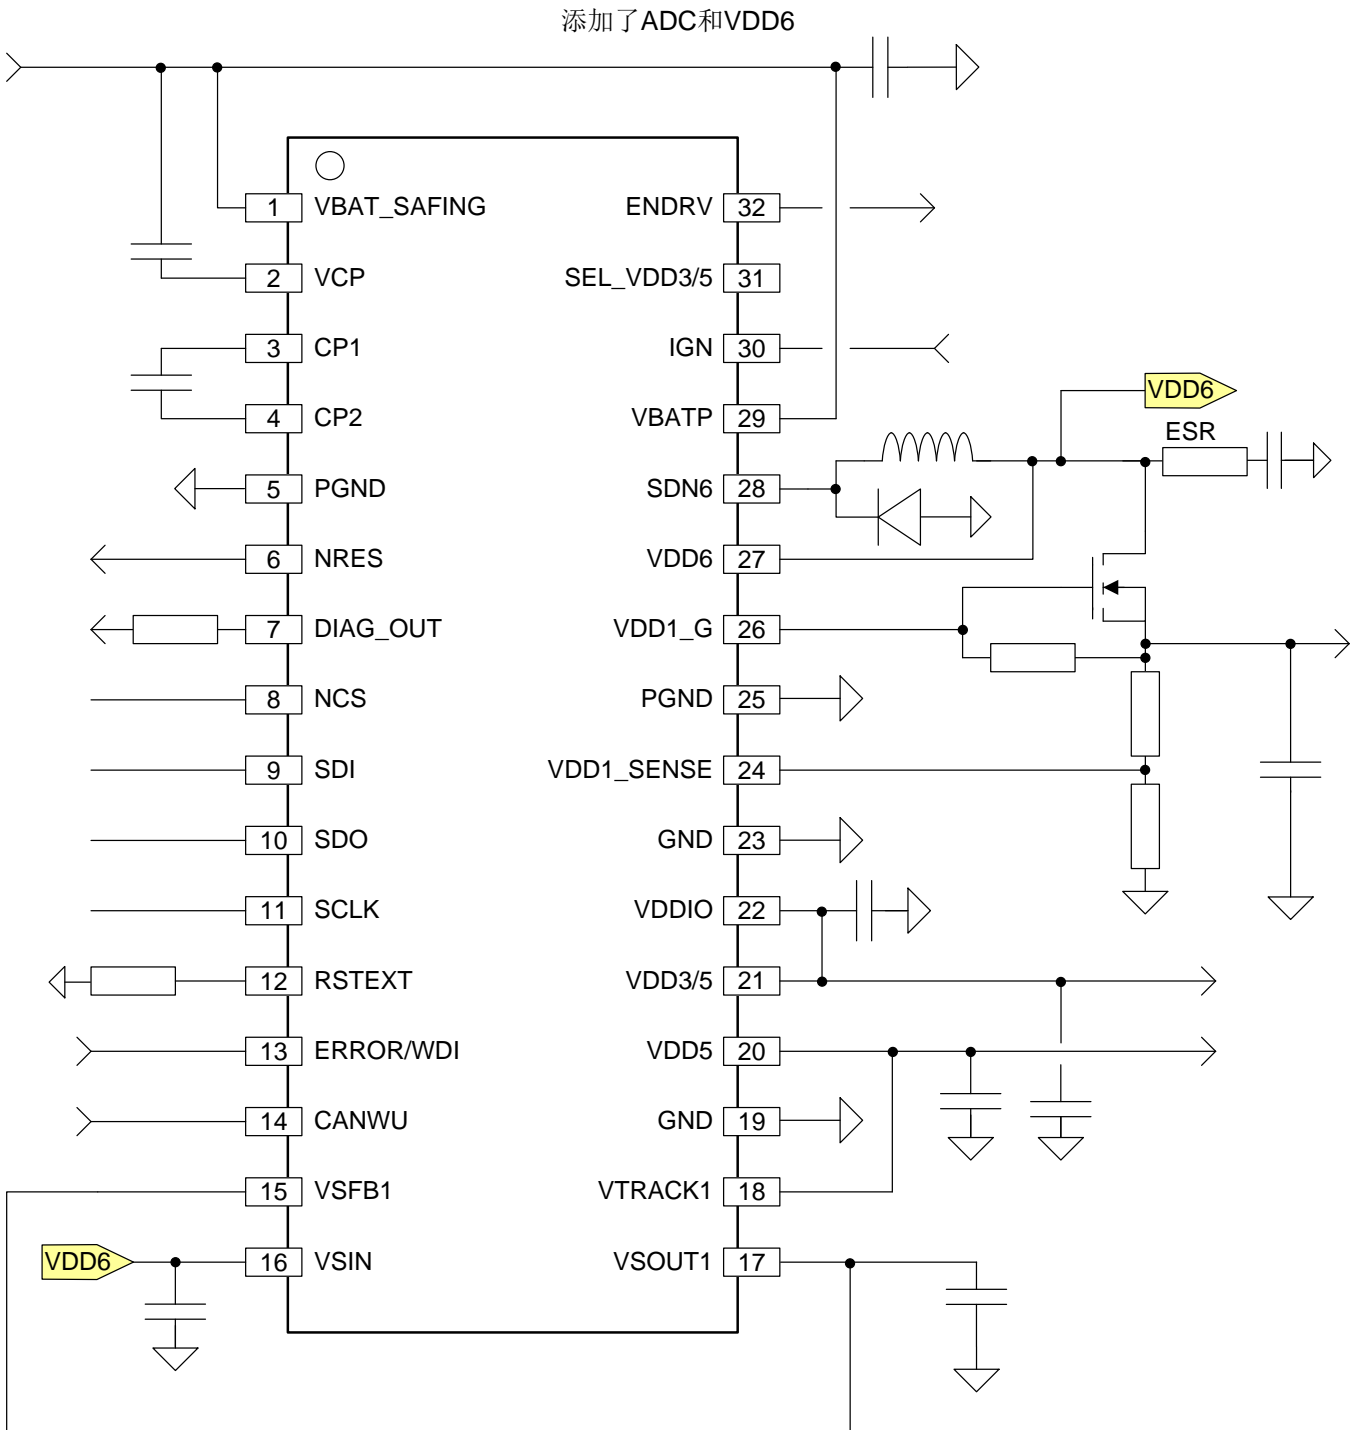 添加了ADC和VDD6
1 VBAT_SAFING ENDRV 32
2 VCP SEL_VDD3/5 31
3 CP1 IGN 30
VDD6
4 CP2 VBATP 29
ESR
5 PGND SDN6 28
6 NRES VDD6 27
7 DIAG_OUT VDD1_G 26
8 NCS PGND 25
9 SDI VDD1_SENSE 24
10 SDO GND 23
11 SCLK VDDIO 22
12 RSTEXT VDD3/5 21
13 ERROR/WDI VDD5 20
14 CANWU GND 19
15 VSFB1 VTRACK1 18
VDD6 16 VSIN VSOUT1 17